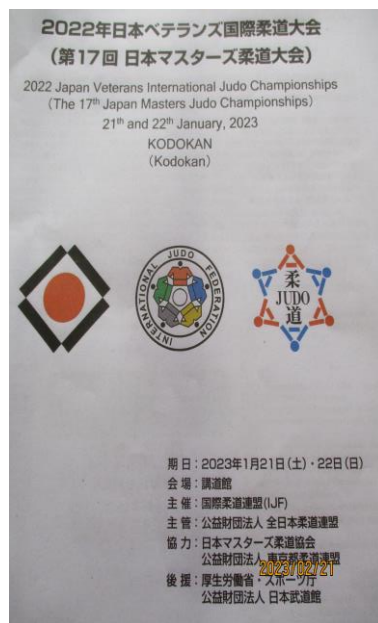 2022年日本ベテランズ国際柔道大会
(第17回 日本マスターズ柔道大会)
2022 Japan Veterans International Judo Championships
(The 17th Japan Masters Judo Championships)
21th and 22th January, 2023
KODOKAN
(Kodokan)
INTERNATIONAL JUDO FEDERATION
柔
JUDO
道
期日:2023年1月21日(土)・22日(日)
会場:講道館
主催:国際柔道連盟(IJF)
主管:公益財団法人 全日本柔道連盟
協力:日本マスターズ柔道協会
公益財団法人 東京都柔道連盟
2023/02/21
後援:厚生労働省・スポーツ庁
公益財団法人 日本武道館